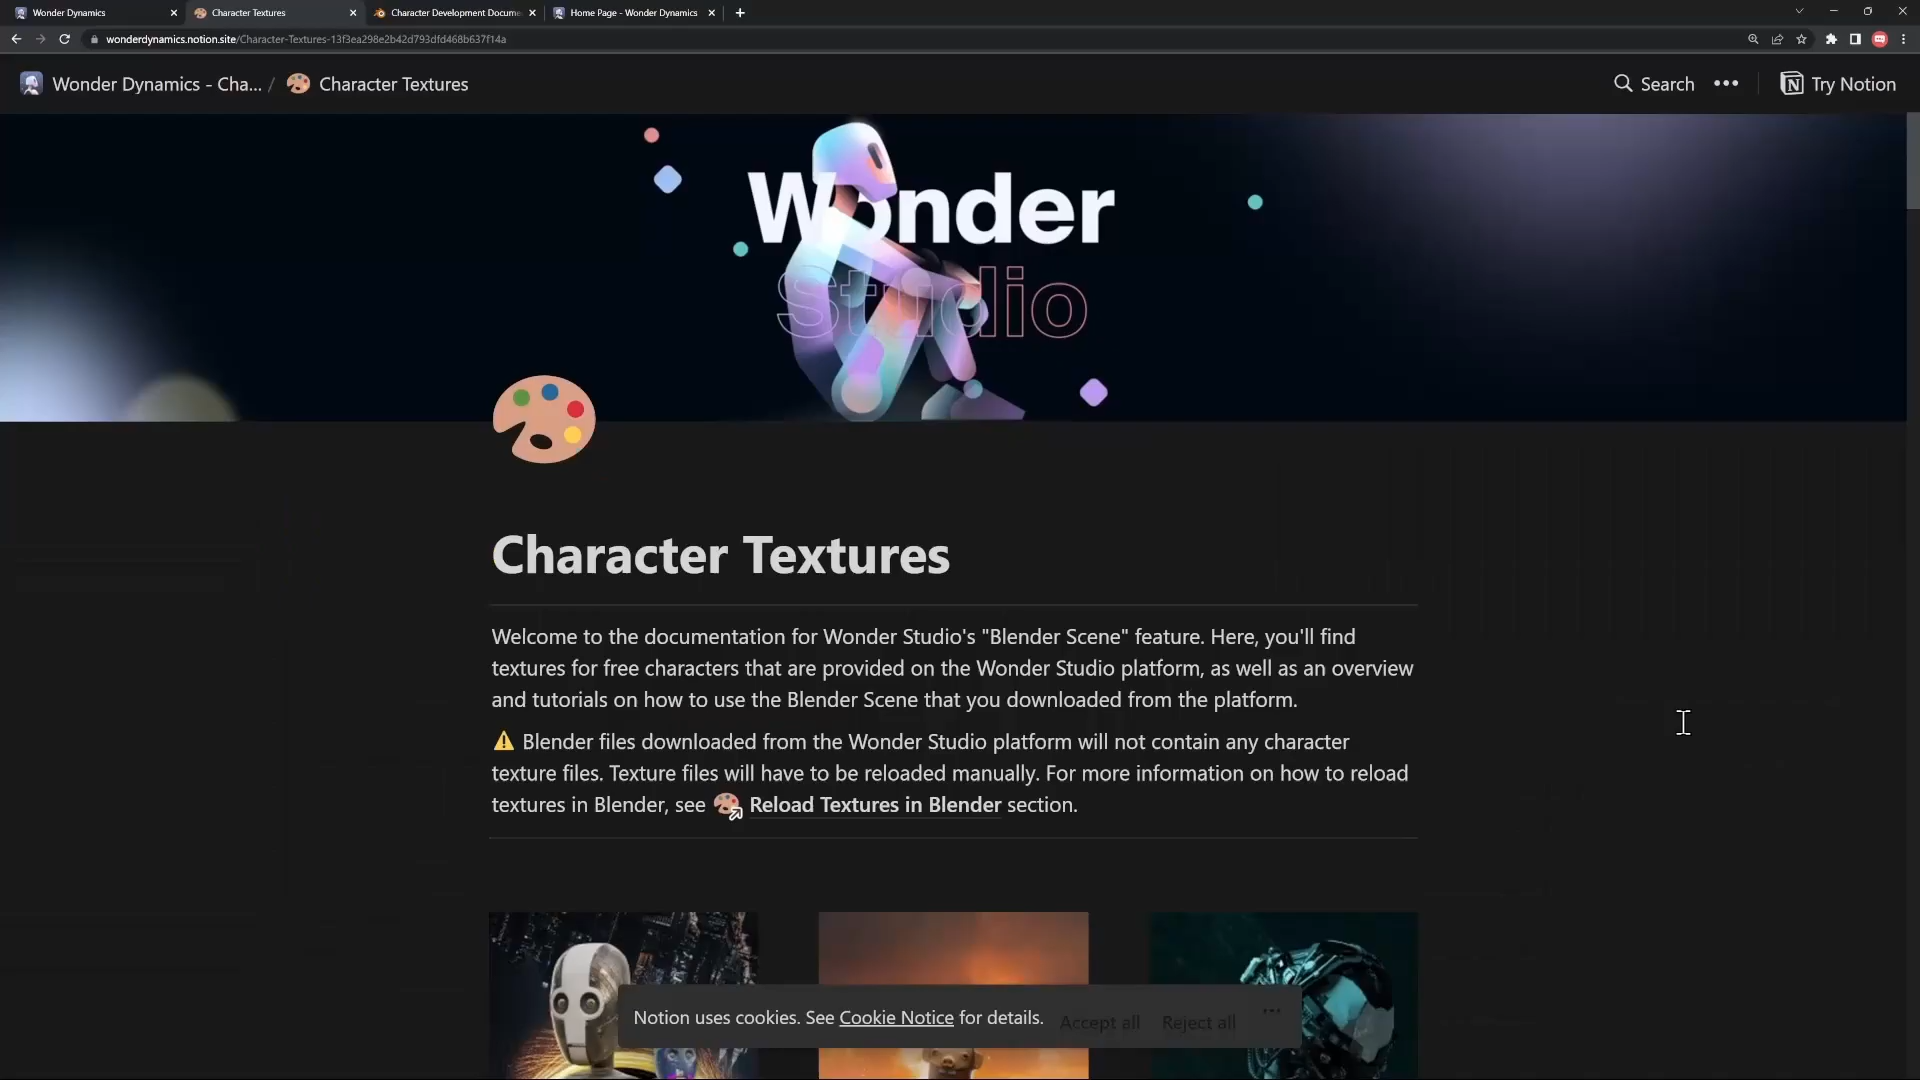 Wonder Dynamics
Character Textures
Character Development Docume
Home Page - Wonder Dynamics
wonderdynamics.notion.site/Character-Textures-13f3ea298e2b42d793dfd468b637f14a
Wonder Dynamics - Cha... / Character Textures
Search
Try Notion
Wonder
Studio
Character Textures
Welcome to the documentation for Wonder Studio's "Blender Scene" feature. Here, you'll find
textures for free characters that are provided on the Wonder Studio platform, as well as an overview
and tutorials on how to use the Blender Scene that you downloaded from the platform.
⚠️ Blender files downloaded from the Wonder Studio platform will not contain any character
texture files. Texture files will have to be reloaded manually. For more information on how to reload
textures in Blender, see Reload Textures in Blender section.
Notion uses cookies. See Cookie Notice for details. Accept all Reject all